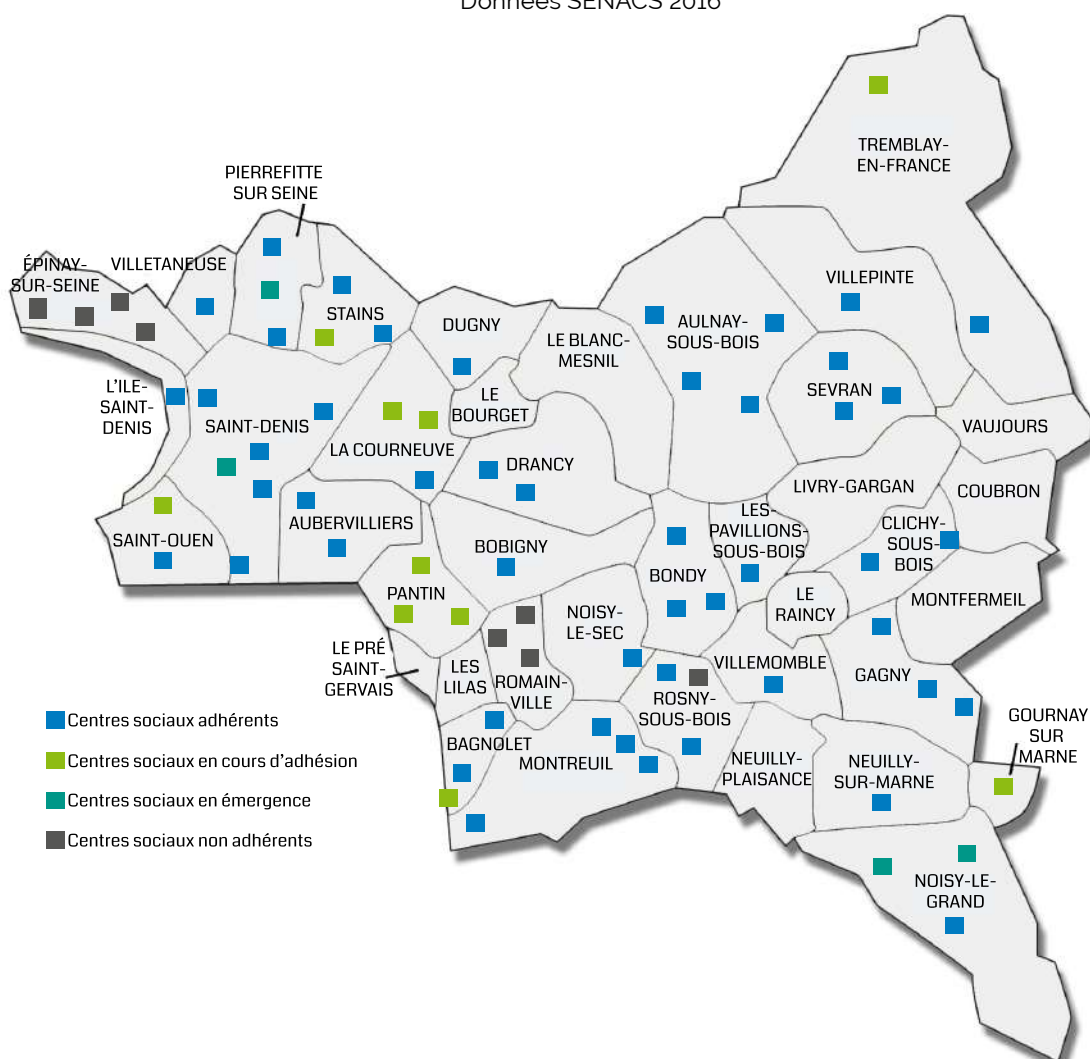 Données SENACS 2016
TREMBLAY-
EN-FRANCE
PIERREFITTE
SUR SEINE
ÉPINAY-
SUR-SEINE
VILLETANEUSE
STAINS
DUGNY
LE BLANC-
MESNIL
AULNAY-
SOUS-BOIS
VILLEPINTE
L'ILE-
SAINT-
DENIS
SAINT-DENIS
LE
BOURGET
SEVRAN
VAUJOURS
LA COURNEUVE
DRANCY
LIVRY-GARGAN
COUBRON
SAINT-OUEN
AUBERVILLIERS
BOBIGNY
LES-
PAVILLIONS-
SOUS-BOIS
CLICHY-
SOUS-
BOIS
BONDY
PANTIN
NOISY-
LE-SEC
LE
RAINCY
MONTFERMEIL
LE PRÉ
SAINT-
GERVAIS
LES
LILAS
ROMAIN-
VILLE
ROSNY-
SOUS-BOIS
VILLEMOMBLE
GAGNY
GOURNAY
SUR
MARNE
BAGNOLET
MONTREUIL
NEUILLY-
PLAISANCE
NEUILLY-
SUR-MARNE
NOISY-LE-
GRAND
Centres sociaux adhérents
Centres sociaux en cours d'adhésion
Centres sociaux en émergence
Centres sociaux non adhérents